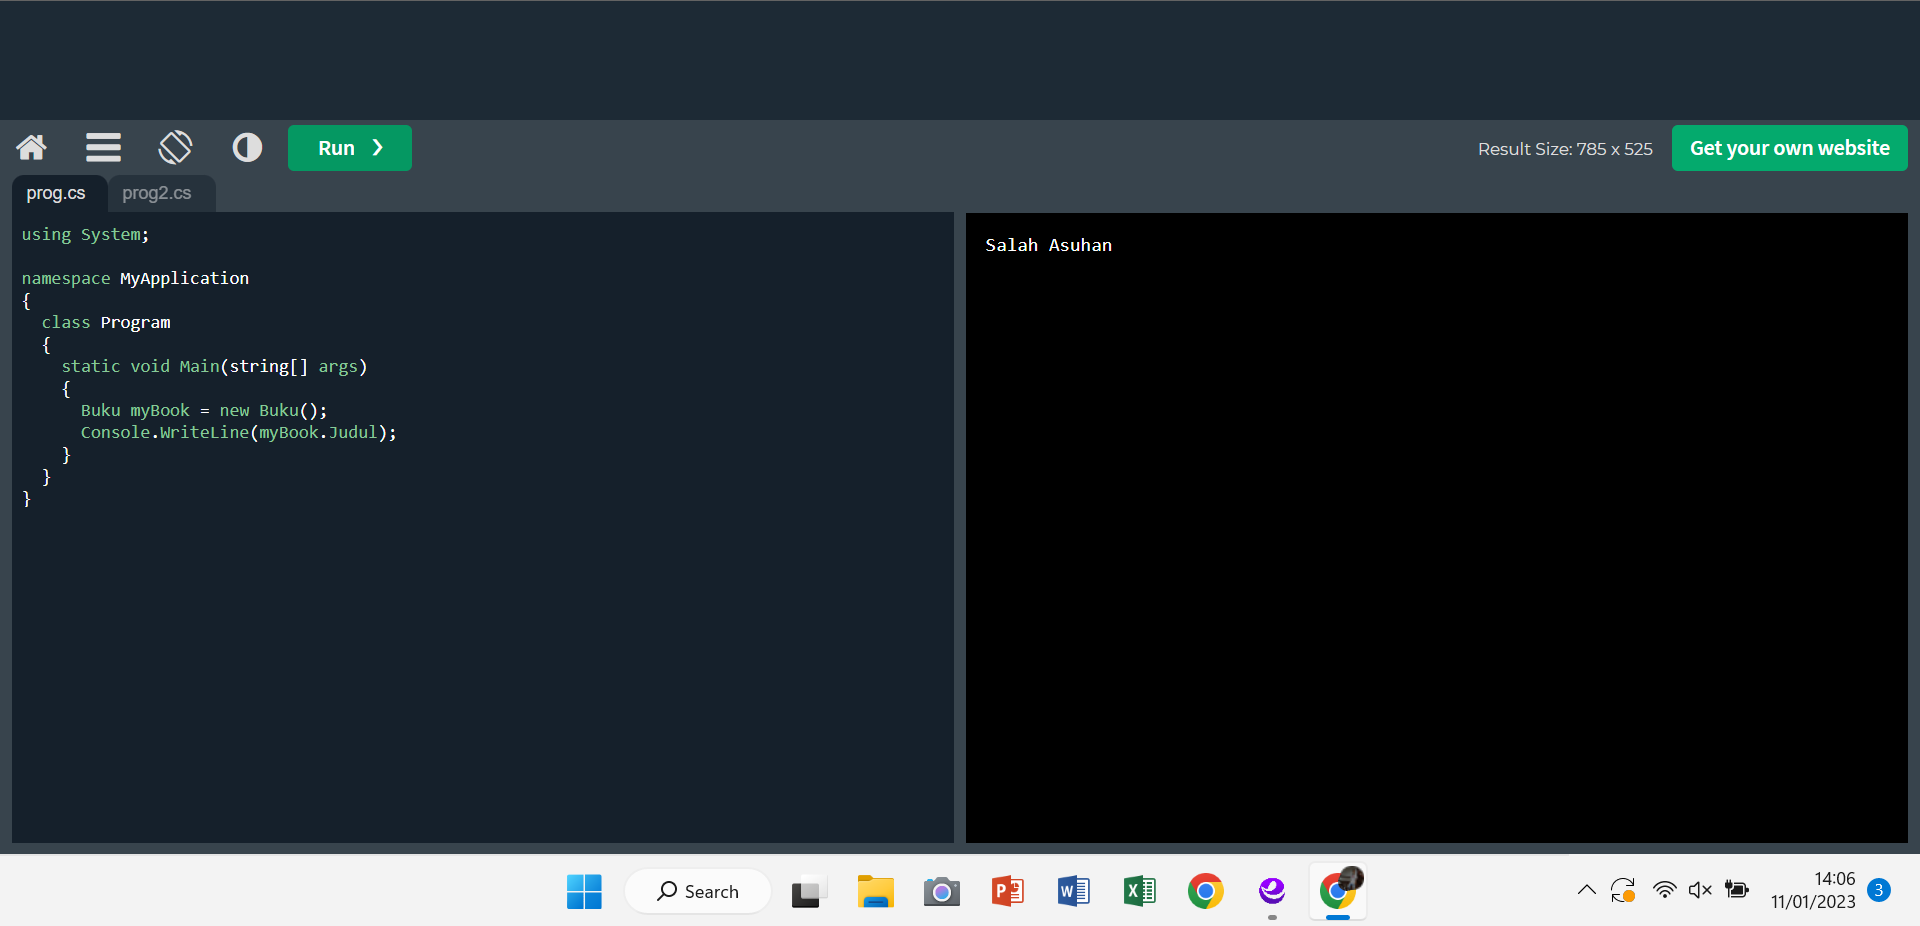 Run ❯
Result Size: 785 x 525
Get your own website
prog.cs
prog2.cs
using System;
namespace MyApplication
{
  class Program
  {
    static void Main(string[] args)
    {
      Buku myBook = new Buku();
      Console.WriteLine(myBook.Judul);
    }
  }
}
Salah Asuhan
Search
P
W
X
14:06
11/01/2023
3